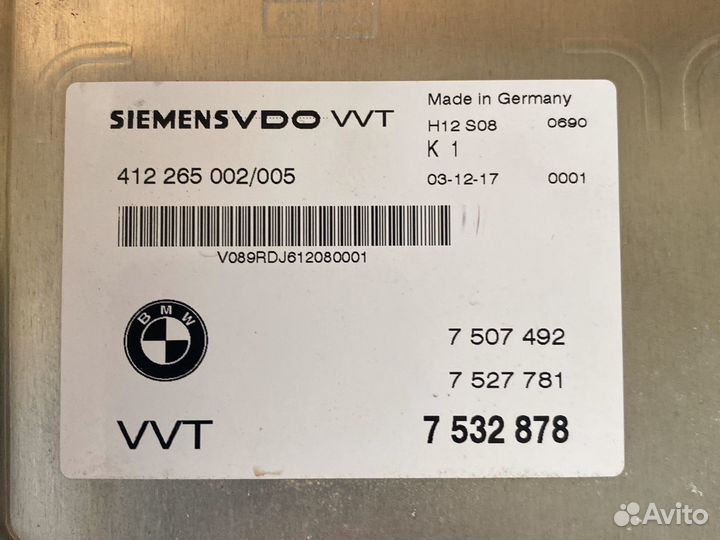 SIEMENSVDO VVT
Made in Germany
H12 S08 0690
K 1
412 265 002/005
03-12-17 0001
V089RDJ612080001
BMW
7 507 492
7 527 781
VVT
7 532 878
Avito